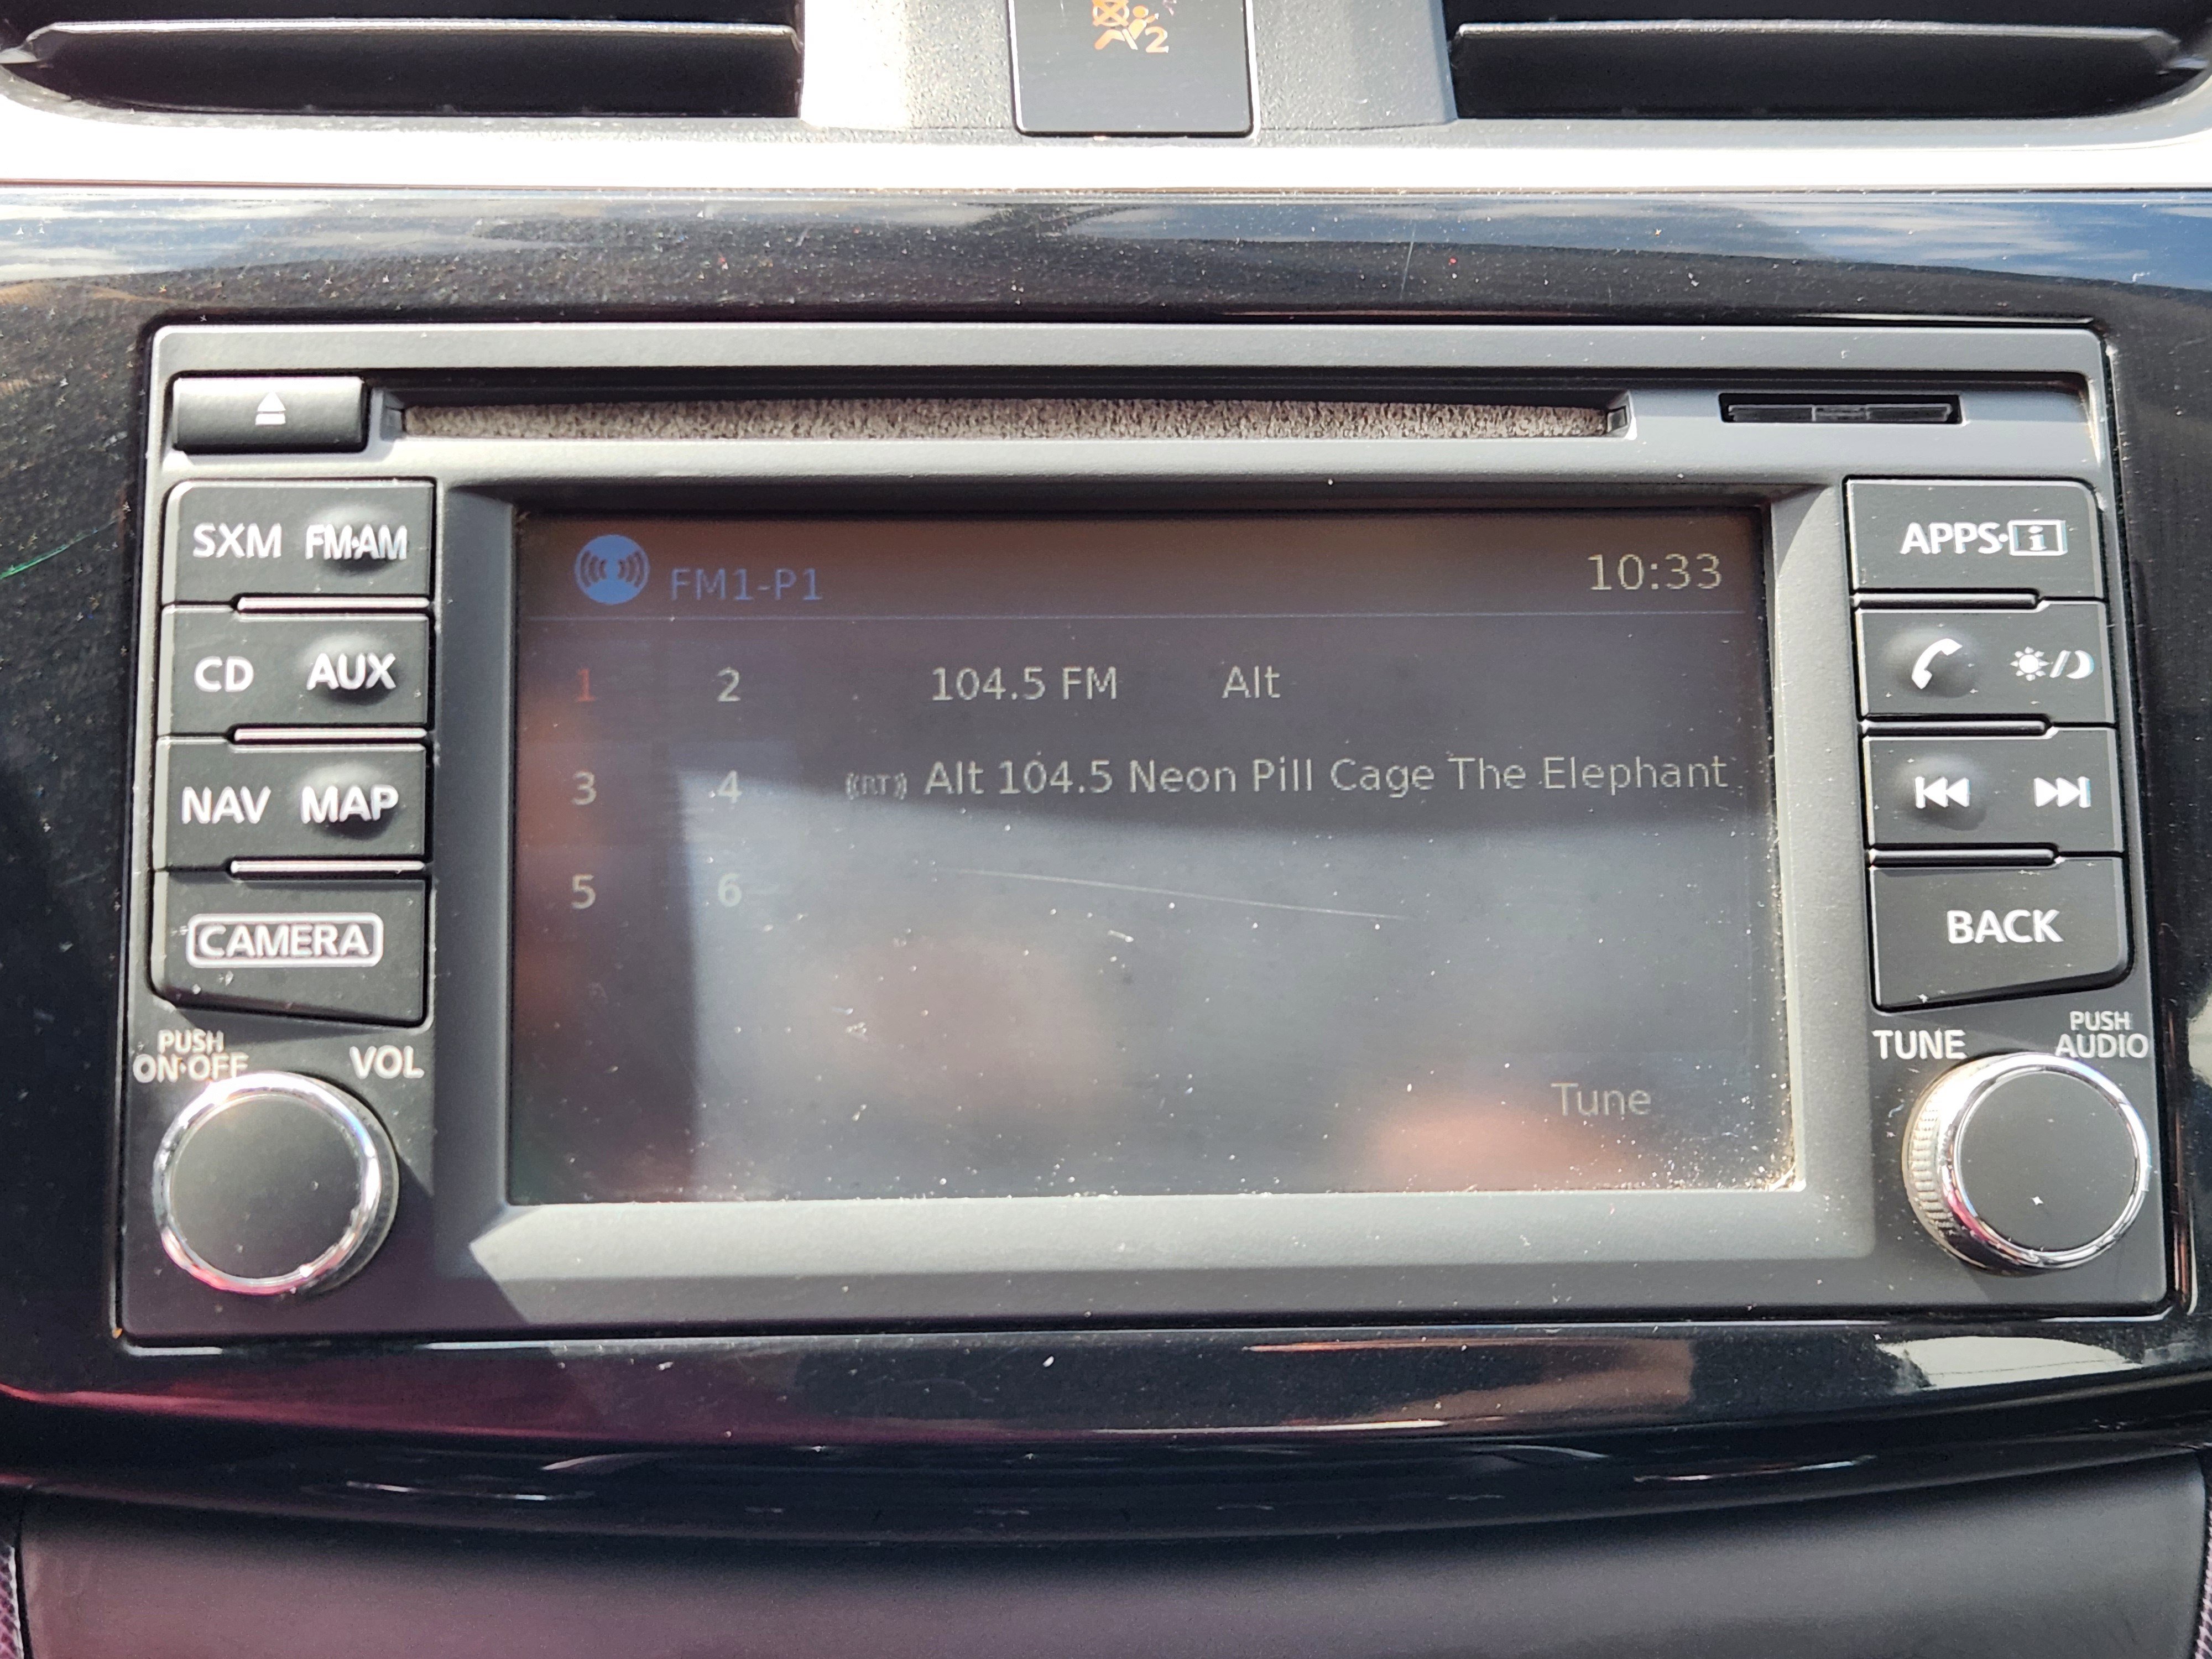 2
SXM FM·AM
CD AUX
NAV MAP
CAMERA
PUSH
ON·OFF VOL
FM1-P1 10:33
1 2 104.5 FM Alt
3 4 ((RT)) Alt 104.5 Neon Pill Cage The Elephant
5 6
Tune
APPS·i
BACK
TUNE PUSH
AUDIO